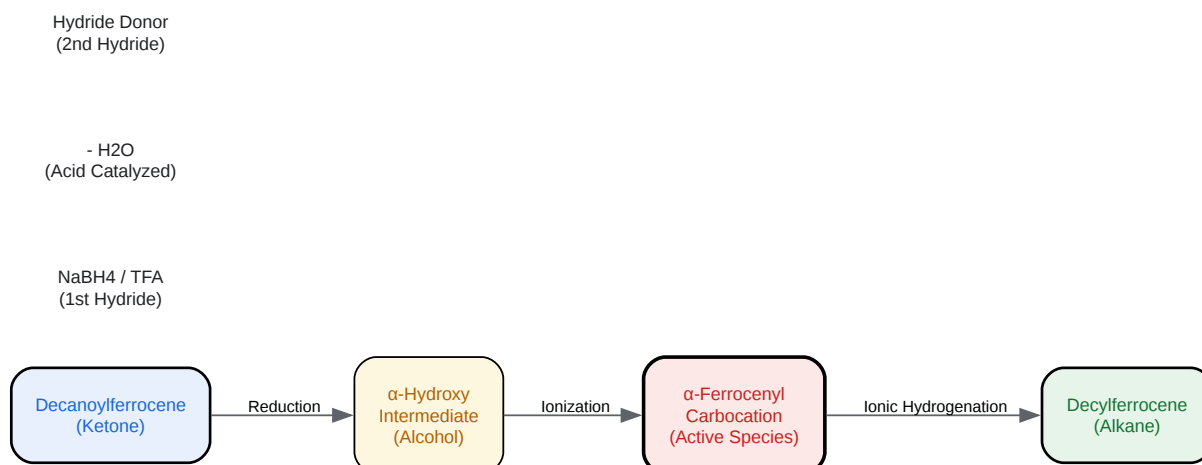 Hydride Donor
(2nd Hydride)
- H2O
(Acid Catalyzed)
NaBH4 / TFA
(1st Hydride)
Decanoylferrocene
(Ketone)
Reduction
α-Hydroxy
Intermediate
(Alcohol)
Ionization
α-Ferrocenyl
Carbocation
(Active Species)
Ionic Hydrogenation
Decylferrocene
(Alkane)